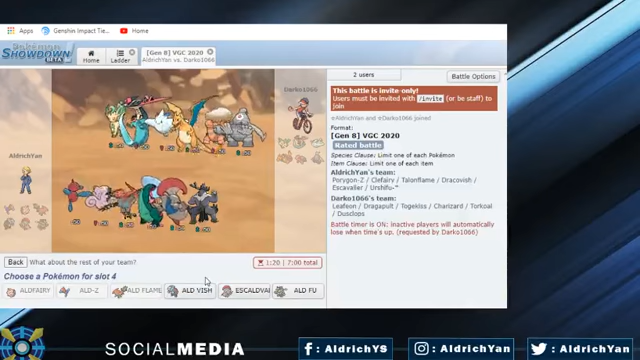 Apps
Genshin Impact Tie...
Home
Pokémon
SHOWDOWN
BETA
Home
Ladder
[Gen 8] VGC 2020
AldrichYan vs. Darko1066
2 users
Battle Options
This battle is invite-only!
Users must be invited with /invite (or be staff) to
join
☆AldrichYan and ☆Darko1066 joined
Format:
[Gen 8] VGC 2020
Rated battle
Species Clause: Limit one of each Pokémon
Item Clause: Limit one of each item
AldrichYan's team:
Porygon-Z / Clefairy / Talonflame / Dracovish /
Escavalier / Urshifu-*
Darko1066's team:
Leafeon / Dragapult / Togekiss / Charizard / Torkoal
/ Dusclops
Battle timer is ON: inactive players will automatically
lose when time's up. (requested by Darko1066)
Darko1066
AldrichYan
Back What about the rest of your team?
1:20 | 7:00 total
Choose a Pokémon for slot 4
ALDFAIRY
ALD-Z
ALD FLAME
ALD VISH
ESCALDVAL
ALD FU
SOCIALMEDIA
: AldrichYS
: AldrichYan
: AldrichYan